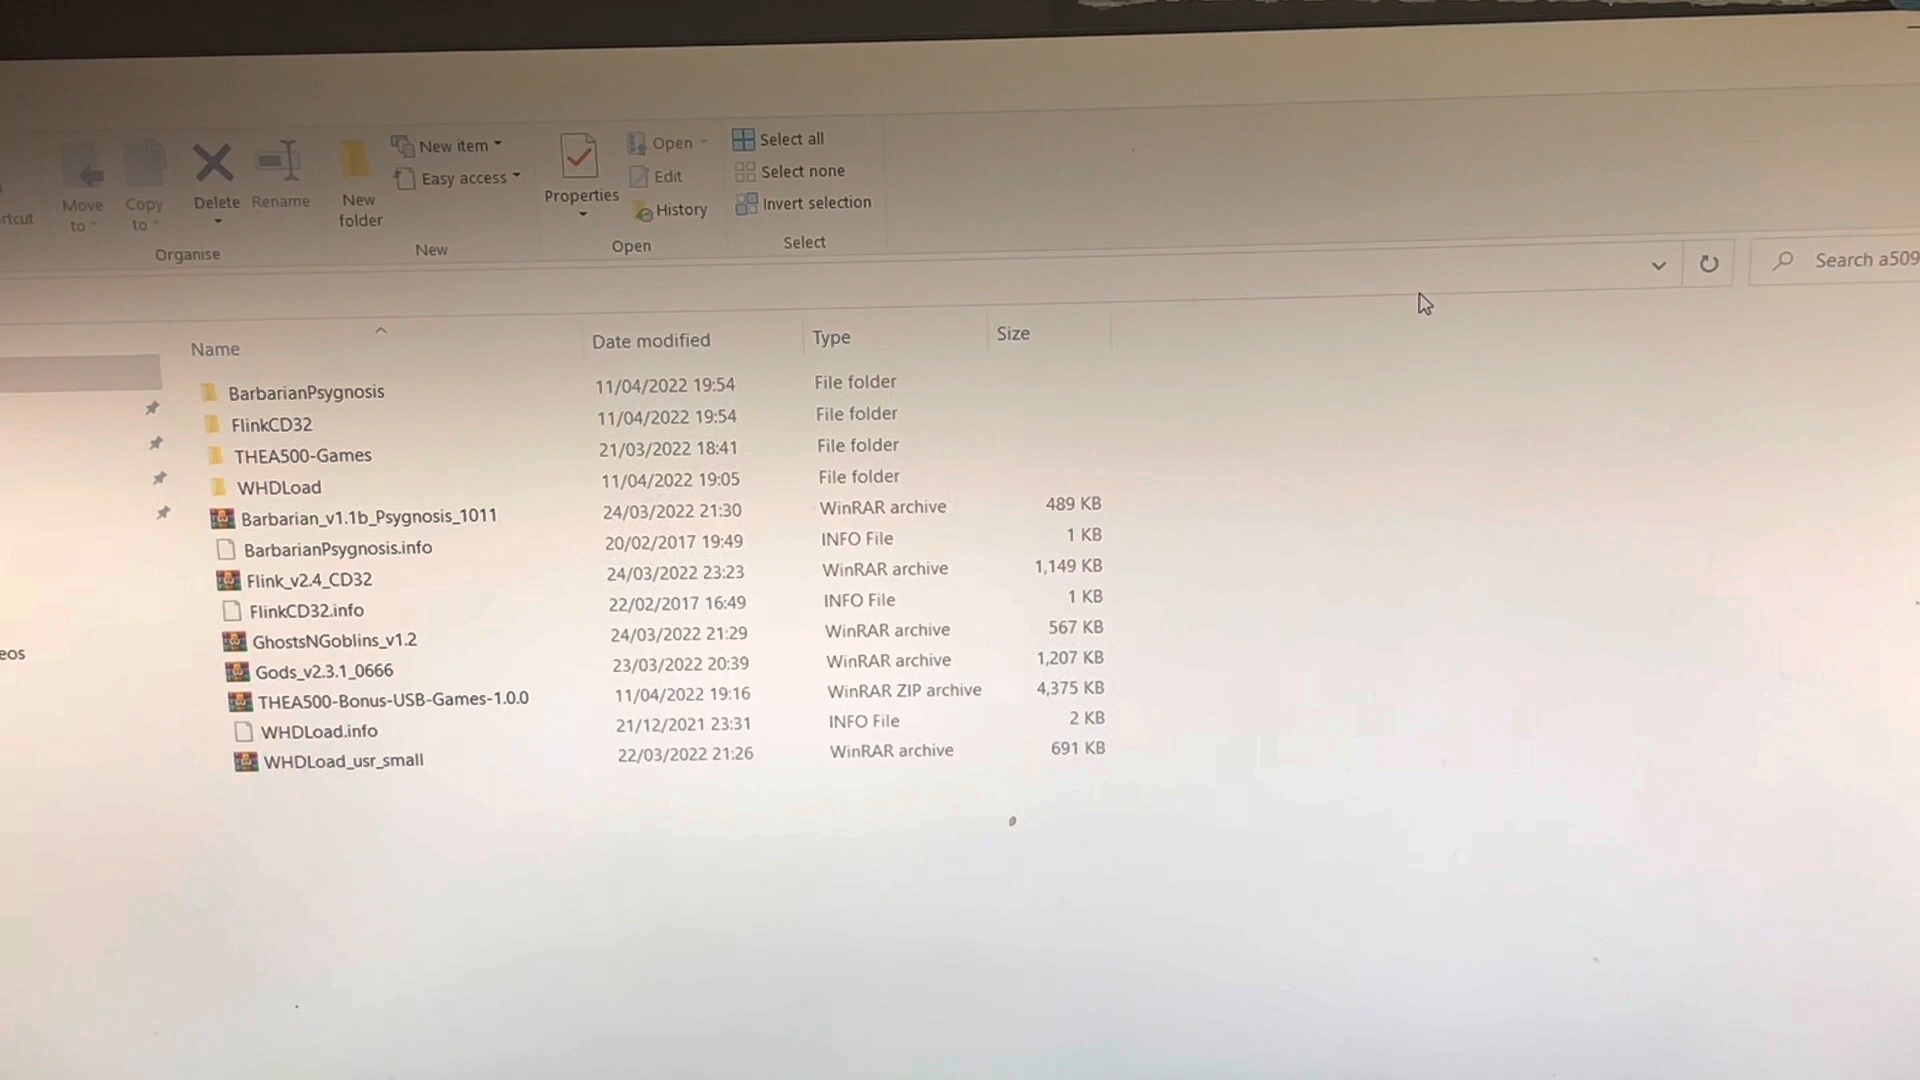 rtcut
Move to
Copy to
Delete
Rename
Organise
New folder
New item
Easy access
New
Properties
Open
Edit
History
Open
Select all
Select none
Invert selection
Select
Search a509
Name Date modified Type Size
BarbarianPsygnosis 11/04/2022 19:54 File folder
FlinkCD32 11/04/2022 19:54 File folder
THEA500-Games 21/03/2022 18:41 File folder
WHDLoad 11/04/2022 19:05 File folder
Barbarian_v1.1b_Psygnosis_1011 24/03/2022 21:30 WinRAR archive 489 KB
BarbarianPsygnosis.info 20/02/2017 19:49 INFO File 1 KB
Flink_v2.4_CD32 24/03/2022 23:23 WinRAR archive 1,149 KB
FlinkCD32.info 22/02/2017 16:49 INFO File 1 KB
GhostsNGoblins_v1.2 24/03/2022 21:29 WinRAR archive 567 KB
eos
Gods_v2.3.1_0666 23/03/2022 20:39 WinRAR archive 1,207 KB
THEA500-Bonus-USB-Games-1.0.0 11/04/2022 19:16 WinRAR ZIP archive 4,375 KB
WHDLoad.info 21/12/2021 23:31 INFO File 2 KB
WHDLoad_usr_small 22/03/2022 21:26 WinRAR archive 691 KB